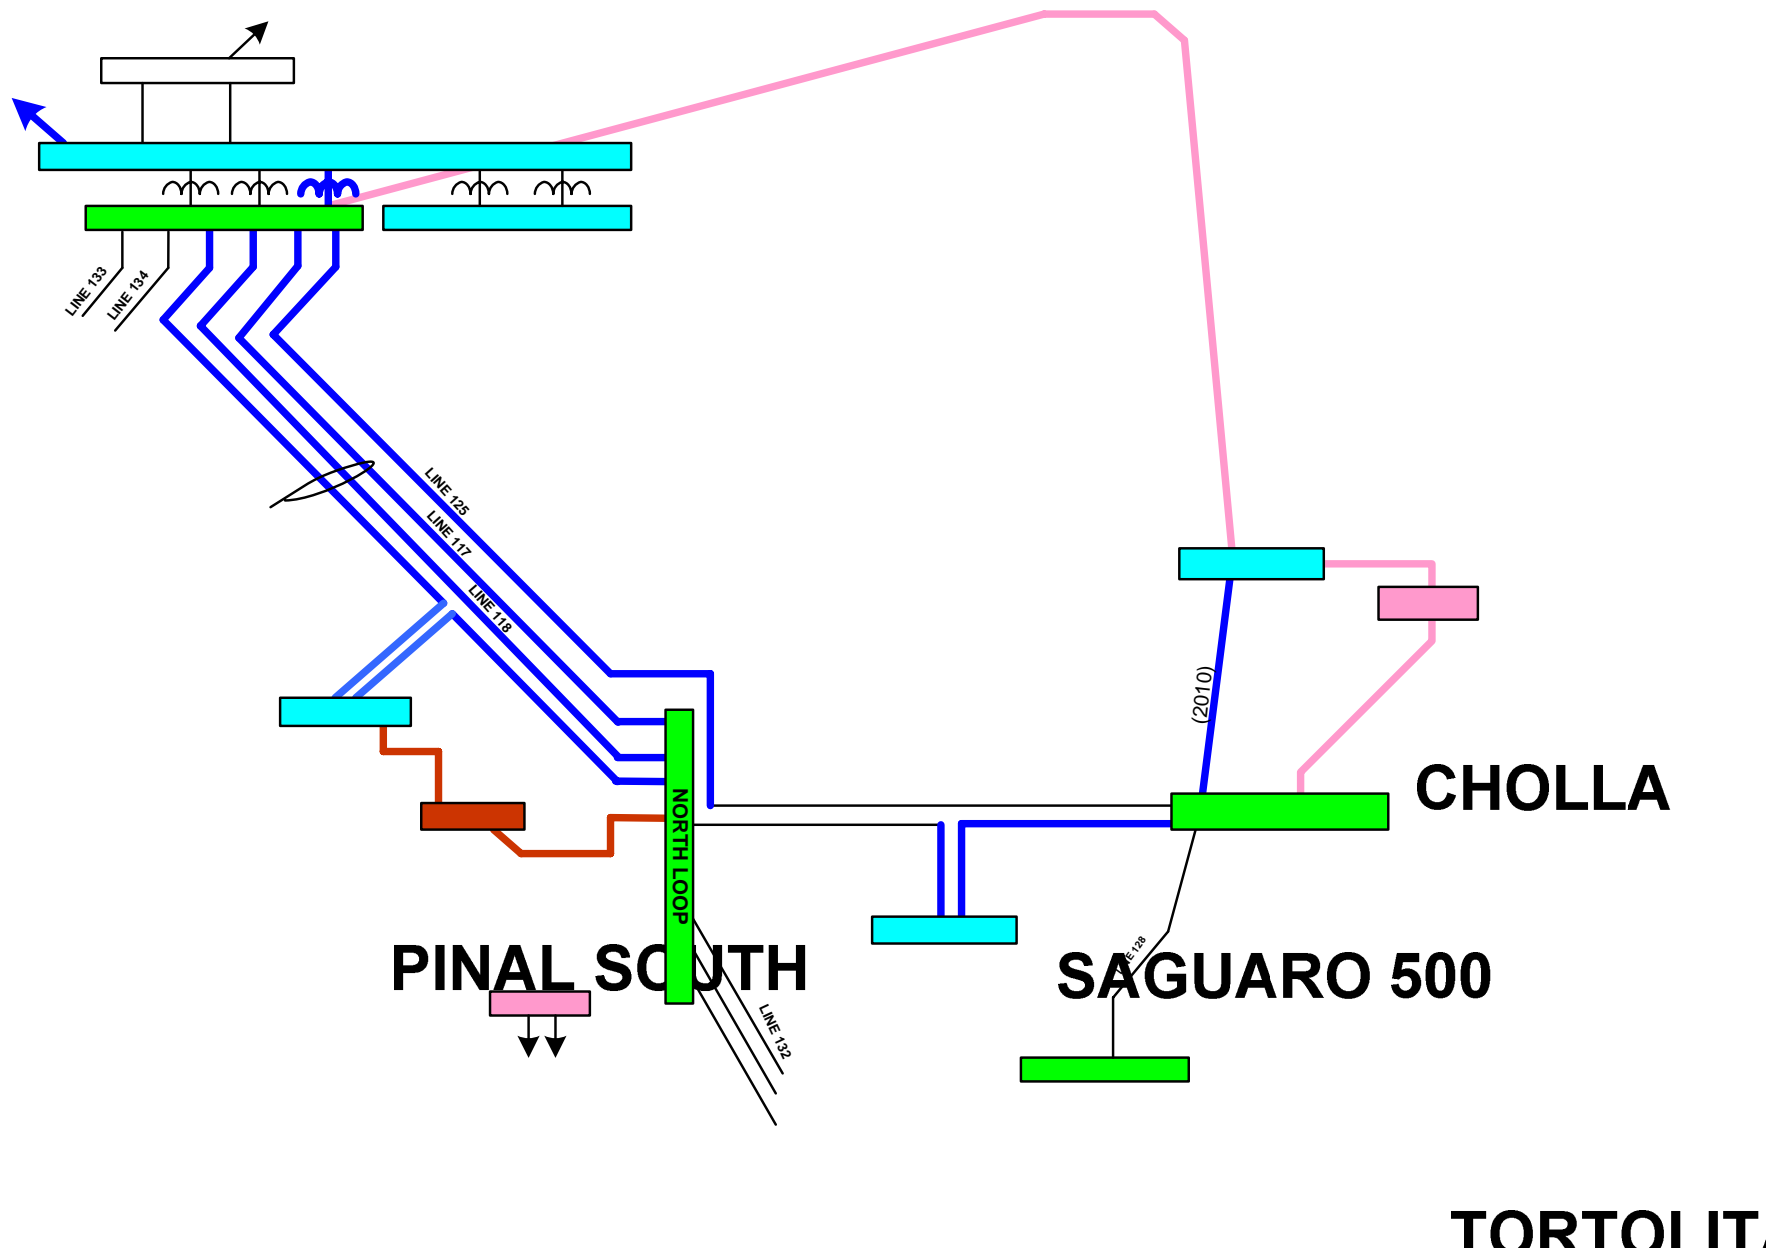 LINE 133
LINE 134
LINE 125
LINE 117
LINE 118
(2010)
CHOLLA
NORTH LOOP
PINAL SOUTH
SAGUARO 500
128
LINE 132